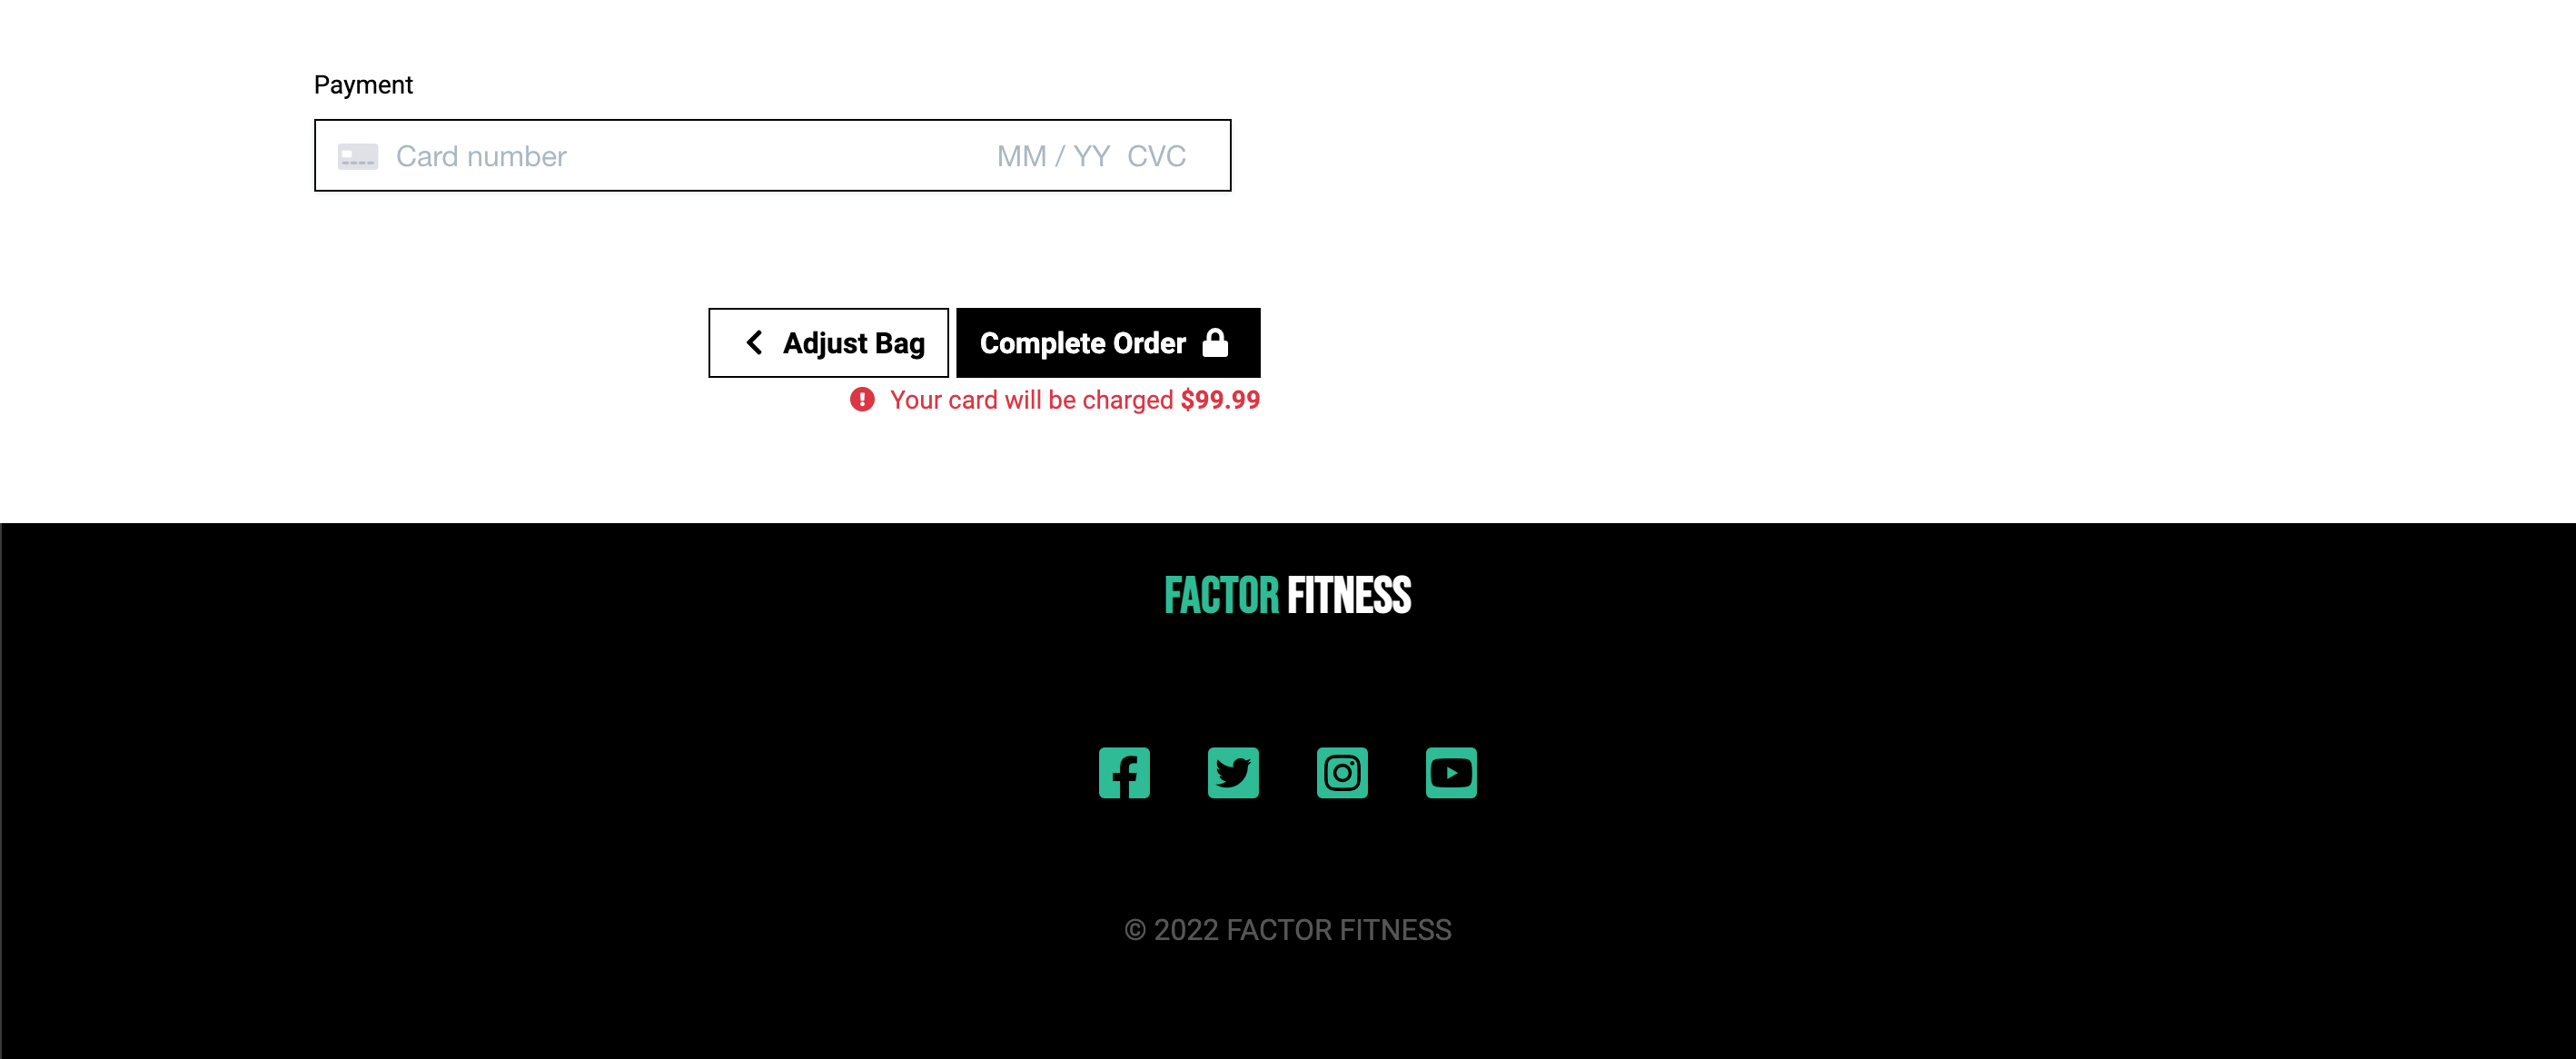 Payment
Card number MM / YY CVC
Adjust Bag Complete Order
Your card will be charged $99.99
FACTOR FITNESS
© 2022 FACTOR FITNESS